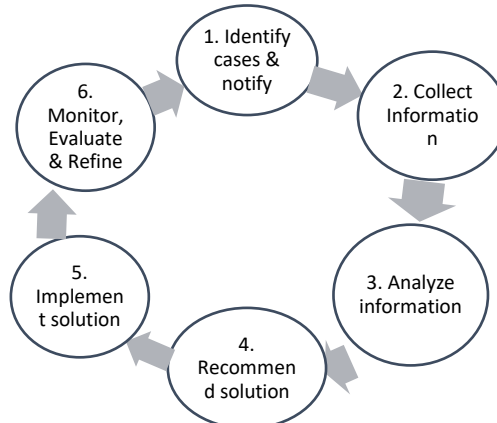 1. Identify
cases &
notify
2. Collect
Informatio
n
3. Analyze
information
4.
Recommen
d solution
5.
Implemen
t solution
6.
Monitor,
Evaluate
& Refine